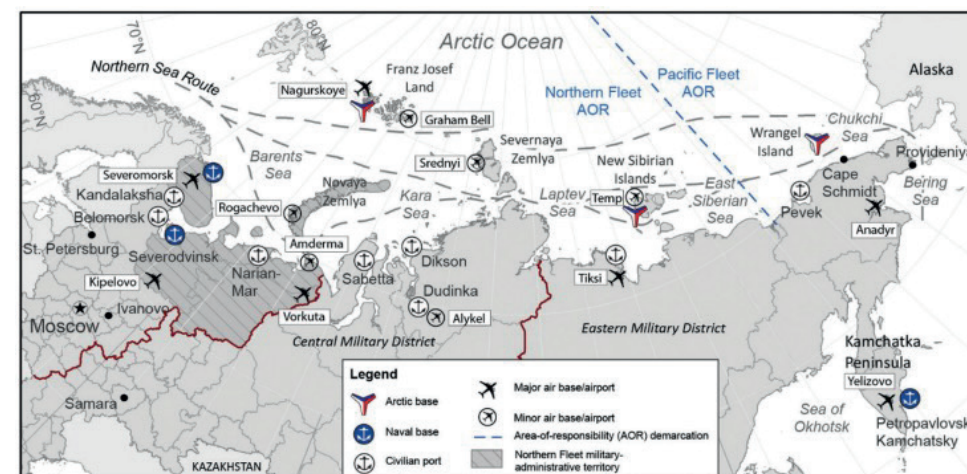 70°N
80°N
60°N
Arctic Ocean
Northern Sea Route
Franz Josef
Land
Nagurskoye
Graham Bell
Northern Fleet
AOR
Pacific Fleet
AOR
Alaska
Severnaya
Zemlya
Srednyi
Wrangel
Island
Chukchi
Sea
Provideniya
Severomorsk
Barents
Sea
Kandalaksha
Belomorsk
Rogachevo
Novaya
Zemlya
Kara
Sea
Laptev
Sea
New Sibirian
Islands
Temp
East
Siberian
Sea
Cape
Schmidt
Pevek
Bering
Sea
Anadyr
St. Petersburg
Severodvinsk
Amderma
Narian-
Mar
Sabetta
Dikson
Tiksi
Kipelovo
Vorkuta
Dudinka
Alykel
Ivanovo
Moscow
Central Military District
Eastern Military District
Samara
KAZAKHSTAN
Kamchatka
Peninsula
Yelizovo
Petropavlovsk
Kamchatsky
Sea of
Okhotsk
Legend
Arctic base
Naval base
Civilian port
Major air base/airport
Minor air base/airport
Area-of-responsibility (AOR) demarcation
Northern Fleet military-
administrative territory